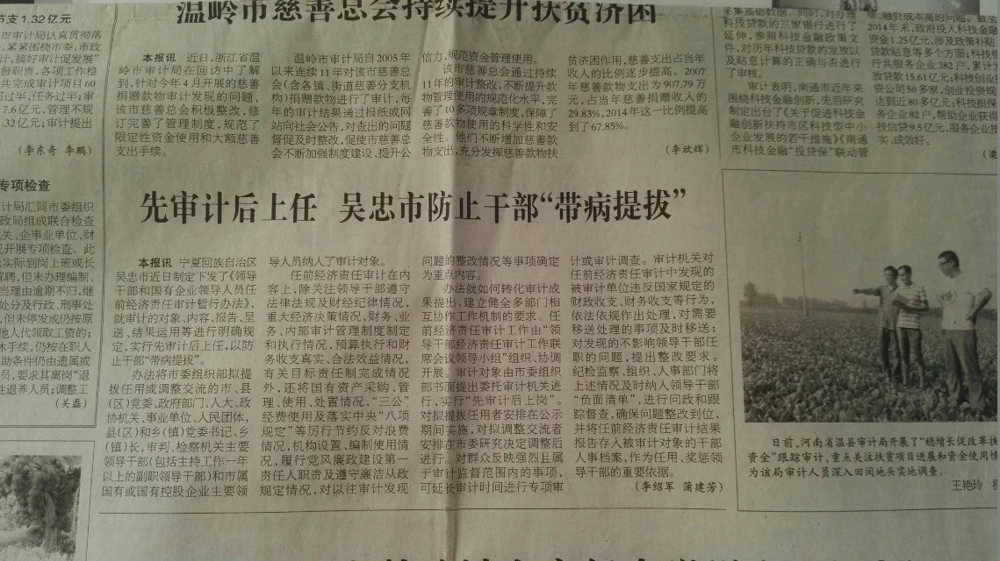 节支1.32亿元
市审计局认真贯彻落
紧紧围绕市委、市政
计,搞好审计促发展”
督职责,各项工作稳
共完成审计项目60
任务过半;审
7.6亿元,管理不规
.32亿元;审计提出
(李东奇 李鹏)
专项检查
计局汇同市委组织
政局组成联合检查
关、企事业单位、财
况开展专项检查。此
实际到岗上班或长
辞聘,但未办理编制、
当理由逾期不归,继
处分及行政、刑事处
但未停发或仍按原
他人代领取工资的;
休手续,仍按在职人
助条件仍由遗属或
员,要求其离岗“退
退养人员;调整工
(关磊)
温岭市慈善总会持续提升扶贫济困
本报讯 近日,浙江省温
岭市审计局在回访中了解
到,针对今年4月开展的慈善
捐赠款物审计发现的问题,
该市慈善总会积极整改,修
订完善了管理制度,规范了
限定性资金使用和大额慈善
支出手续。
温岭市审计局自2005年
以来连续11年对该市慈善总
会(含各镇、街道慈善分支机
构)捐赠款物进行了审计,每
年的审计结果通过报纸或网
站向社会公告,对查出的问题
督促及时整改,促使市慈善总
会不断加强制度建设,提升公
信力,规范资金管理使用。
该市慈善总会通过持续
11年的审计整改,不断提升款
物管理使用的规范化水平,完
善了10多项规章制度,保障了
慈善款物使用的科学性和安
全性。他们不断增加慈善款
物支出,充分发挥慈善款物扶
贫济困作用,慈善支出占当年
收入的比例逐步提高。2007
年慈善款物支出为907.79万
元,占当年慈善捐赠收入的
29.83%,2014年这一比例提高
到了67.85%。
(李欣辉)
采集基础数据。同时,对办理
科技贷款的三家银行进行了
延伸,参照科技金融政策文
件,对历年科技贷款的发放以
及贴息计算的正确与否进行
了审核。
审计表明,南通市近年来
围绕科技金融创新,先后研究
制定出台了《关于促进科技金
融创新扶持市区科技型中小
企业发展的若干措施》《南通
市科技金融“投贷保”联动管
难,融资成本高的问题。截至
2014年末,政府投入科技金融
资金1.25亿元,涉及政策补贴
贷款贴息等多个方面;科技银
行共服务企业382户,累计发
放贷款15.61亿元;科技创业
资公司50多家,创业投资规
达到近80多亿元;科技担保
务企业82户,帮助企业获得
技信贷9.5亿元,服务企业
实,成效好。
先审计后上任 吴忠市防止干部“带病提拔”
本报讯 宁夏回族自治区
吴忠市近日制定下发了《领导
干部和国有企业领导人员任
前经济责任审计暂行办法》,
就审计的对象、内容、报告、呈
送、结果运用等进行明确规
定,实行先审计后上任,以防
止干部“带病提拔”。
办法将市委组织部拟提
拔任用或调整交流的市、县
(区)党委、政府部门、人大、政
协机关、事业单位、人民团体,
县(区)和乡(镇)党委书记、乡
(镇)长,审判、检察机关主要
领导干部(包括主持工作一年
以上的副职领导干部)和市属
国有或国有控股企业主要领
导人员纳入了审计对象。
任前经济责任审计在内
容上,除关注领导干部遵守
法律法规及财经纪律情况,
重大经济决策情况,财务、业
务、内部审计管理制度制定
和执行情况,预算执行和财
务收支真实、合法效益情况,
有关目标责任制完成情况
外,还将国有资产采购、管
理、使用、处置情况,“三公”
经费使用及落实中央“八项
规定”等厉行节约反对浪费
情况,机构设置、编制使用情
况,履行党风廉政建设第一
责任人职责及遵守廉洁从政
规定情况,对以往审计发现
问题的整改情况等事项确定
为重点内容。
办法就如何转化审计成
果提出,建立健全多部门相
互协作工作机制的要求。任
前经济责任审计工作由“领
导干部经济责任审计工作联
席会议领导小组”组织、协调
开展。审计对象由市委组织
部书面提出委托审计机关进
行,实行“先审计后上岗”。
对拟提拔任用者安排在公示
期间实施,对拟调整交流者
安排在市委研究决定调整后
进行。对群众反映强烈且属
于审计监督范围内的事项,
可延长审计时间进行专项审
计或审计调查。审计机关对
任前经济责任审计中发现的
被审计单位违反国家规定的
财政收支、财务收支等行为,
依法依规作出处理,对需要
移送处理的事项及时移送;
对发现的不影响领导干部任
职的问题,提出整改要求。
纪检监察、组织、人事部门将
上述情况及时纳入领导干部
“负面清单”,进行问政和跟
踪督查,确保问题整改到位,
并将任前经济责任审计结果
报告存入被审计对象的干部
人事档案,作为任用、奖惩领
导干部的重要依据。
(李绍军 蒲建芳)
日前,河南省温县审计局开展了“稳增长促改革扶
资金”跟踪审计,重点关注扶贫项目进展和资金使用情
为该局审计人员深入田间地头实地调查。
王艳玲